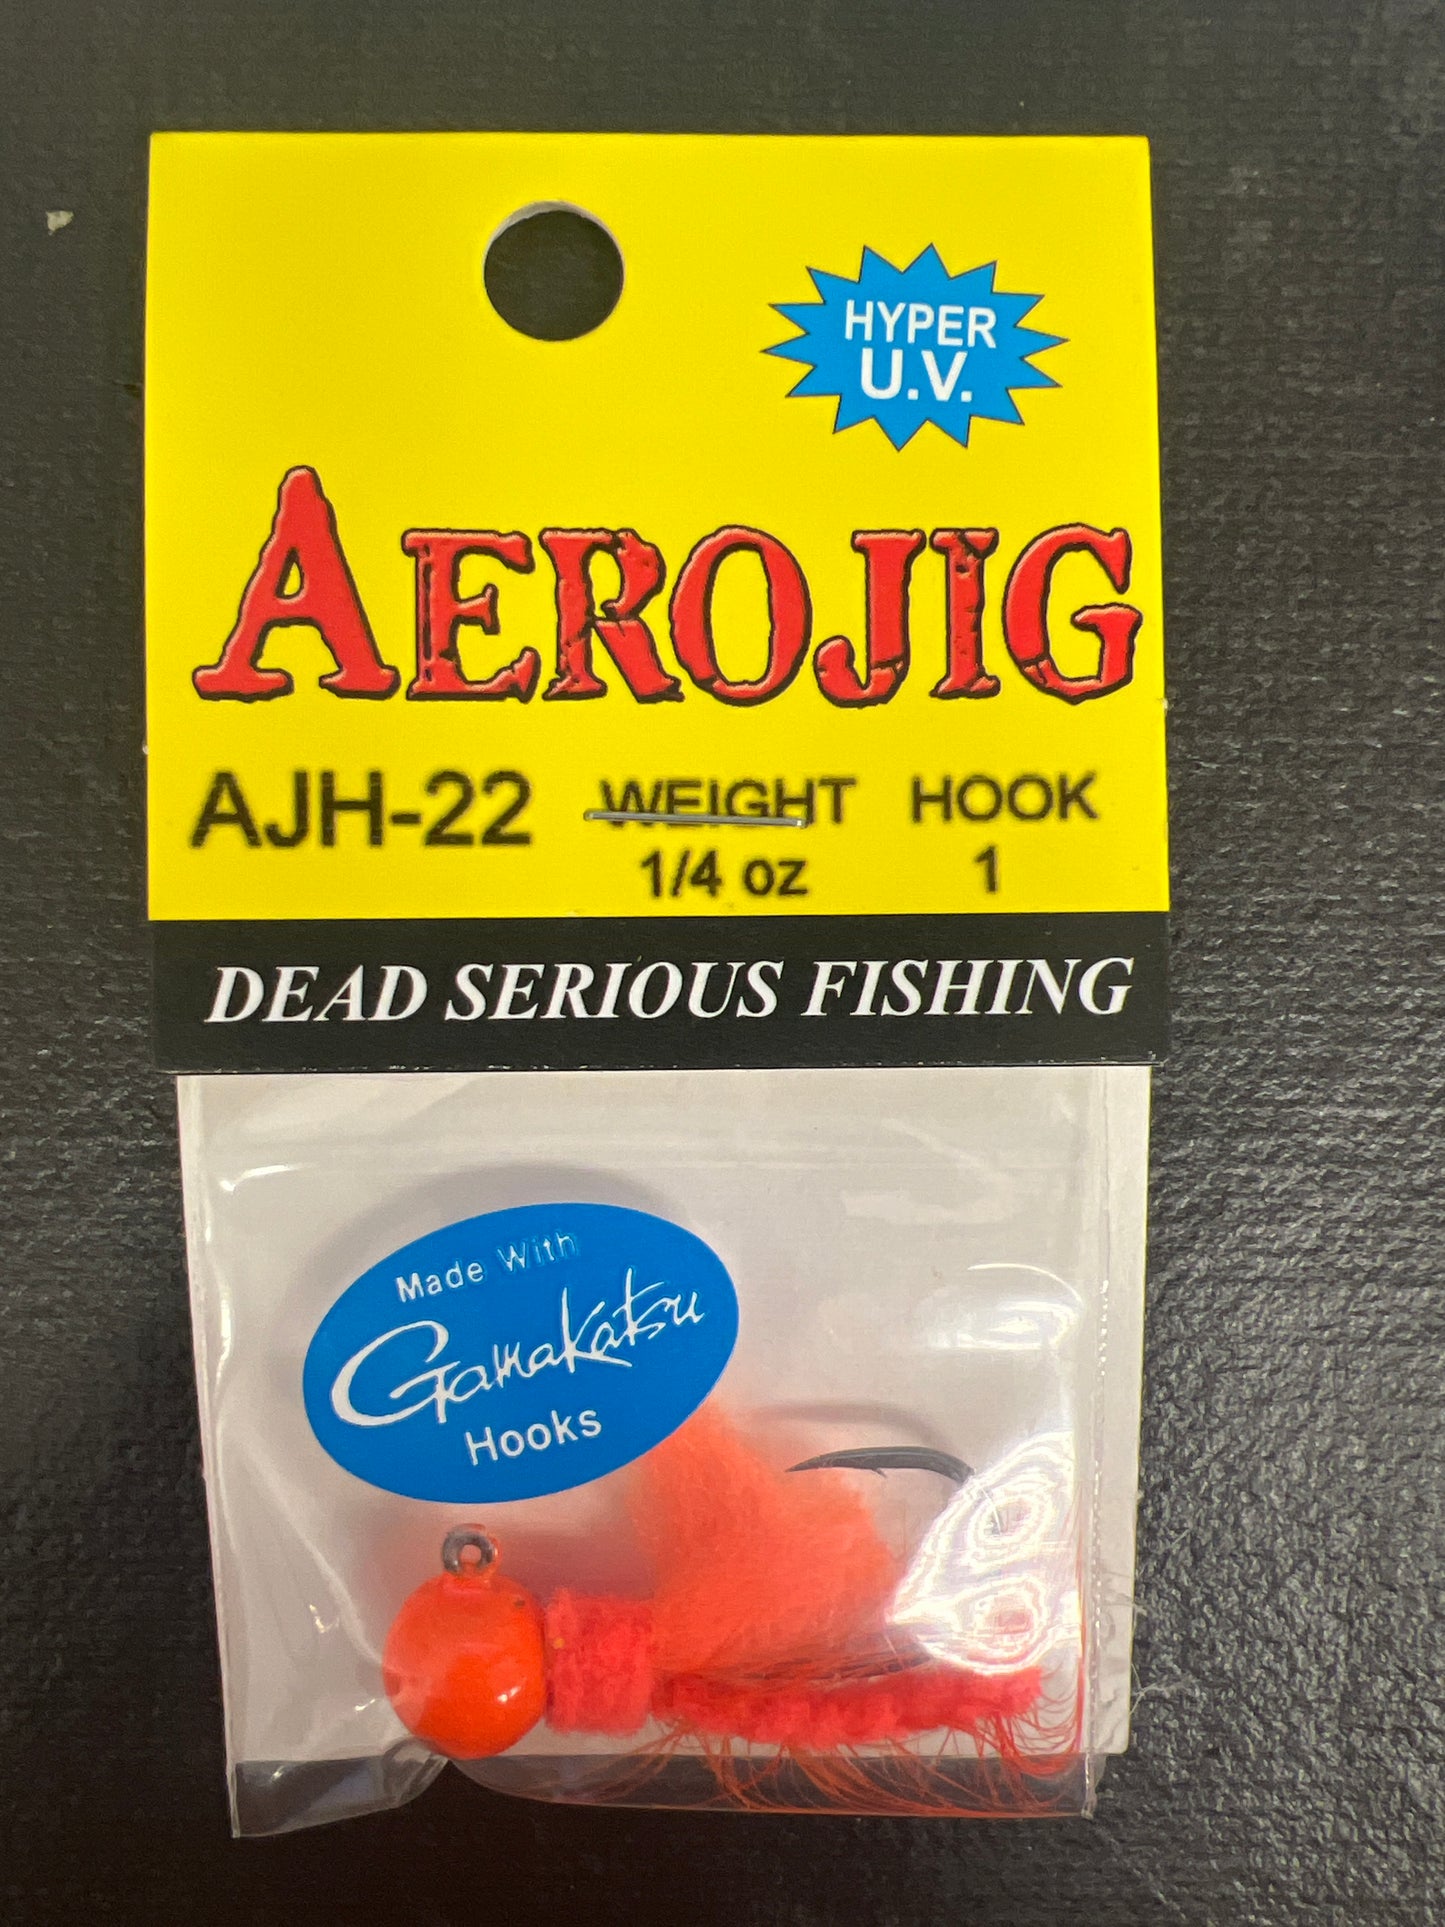 HYPER
U.V.
AEROJIG
AJH-22 WEIGHT HOOK
1/4 oz 1
DEAD SERIOUS FISHING
Made With
Gamakatsu
Hooks